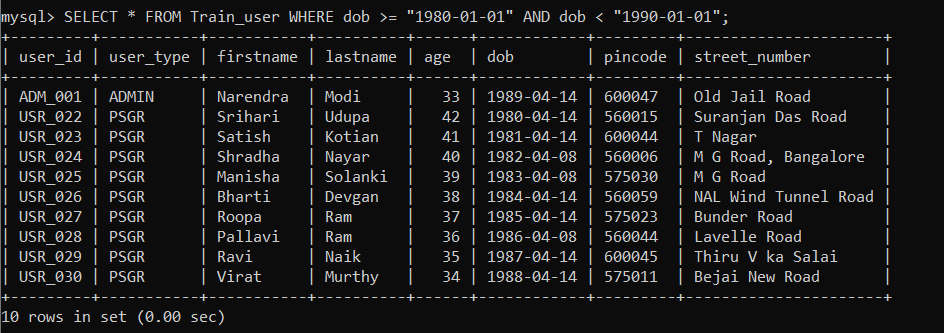 mysql> SELECT * FROM Train_user WHERE dob >= "1980-01-01" AND dob < "1990-01-01";
+---------+-----------+-----------+----------+------+------------+---------+----------------------+
| user_id | user_type | firstname | lastname | age  | dob        | pincode | street_number        |
+---------+-----------+-----------+----------+------+------------+---------+----------------------+
| ADM_001 | ADMIN     | Narendra  | Modi     |   33 | 1989-04-14 | 600047  | Old Jail Road        |
| USR_022 | PSGR      | Srihari   | Udupa    |   42 | 1980-04-14 | 560015  | Suranjan Das Road    |
| USR_023 | PSGR      | Satish    | Kotian   |   41 | 1981-04-14 | 600044  | T Nagar              |
| USR_024 | PSGR      | Shradha   | Nayar    |   40 | 1982-04-08 | 560006  | M G Road, Bangalore  |
| USR_025 | PSGR      | Manisha   | Solanki  |   39 | 1983-04-08 | 575030  | M G Road             |
| USR_026 | PSGR      | Bharti    | Devgan   |   38 | 1984-04-14 | 560059  | NAL Wind Tunnel Road |
| USR_027 | PSGR      | Roopa     | Ram      |   37 | 1985-04-14 | 575023  | Bunder Road          |
| USR_028 | PSGR      | Pallavi   | Ram      |   36 | 1986-04-08 | 560044  | Lavelle Road         |
| USR_029 | PSGR      | Ravi      | Naik     |   35 | 1987-04-14 | 600045  | Thiru V ka Salai     |
| USR_030 | PSGR      | Virat     | Murthy   |   34 | 1988-04-14 | 575011  | Bejai New Road       |
+---------+-----------+-----------+----------+------+------------+---------+----------------------+
10 rows in set (0.00 sec)